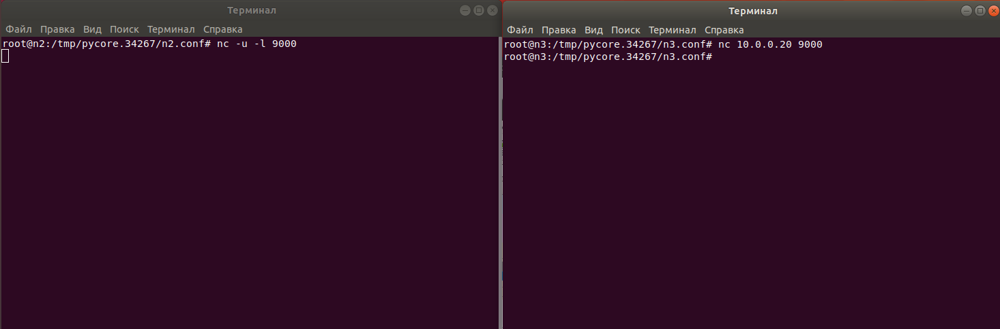 Терминал
Файл Правка Вид Поиск Терминал Справка
root@n2:/tmp/pycore.34267/n2.conf# nc -u -l 9000
Терминал
Файл Правка Вид Поиск Терминал Справка
root@n3:/tmp/pycore.34267/n3.conf# nc 10.0.0.20 9000
root@n3:/tmp/pycore.34267/n3.conf#